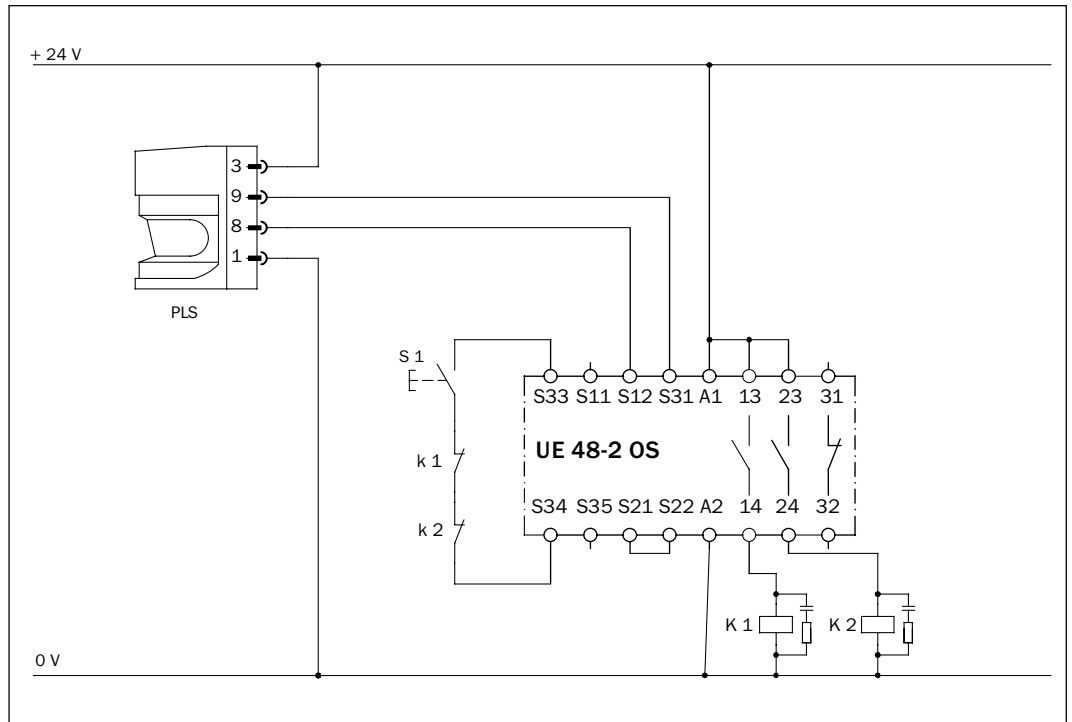 + 24 V
3
9
8
1
PLS
S 1
S33 S11 S12 S31 A1 13 23 31
UE 48-2 OS
k 1
k 2
S34 S35 S21 S22 A2 14 24 32
K 1
K 2
0 V